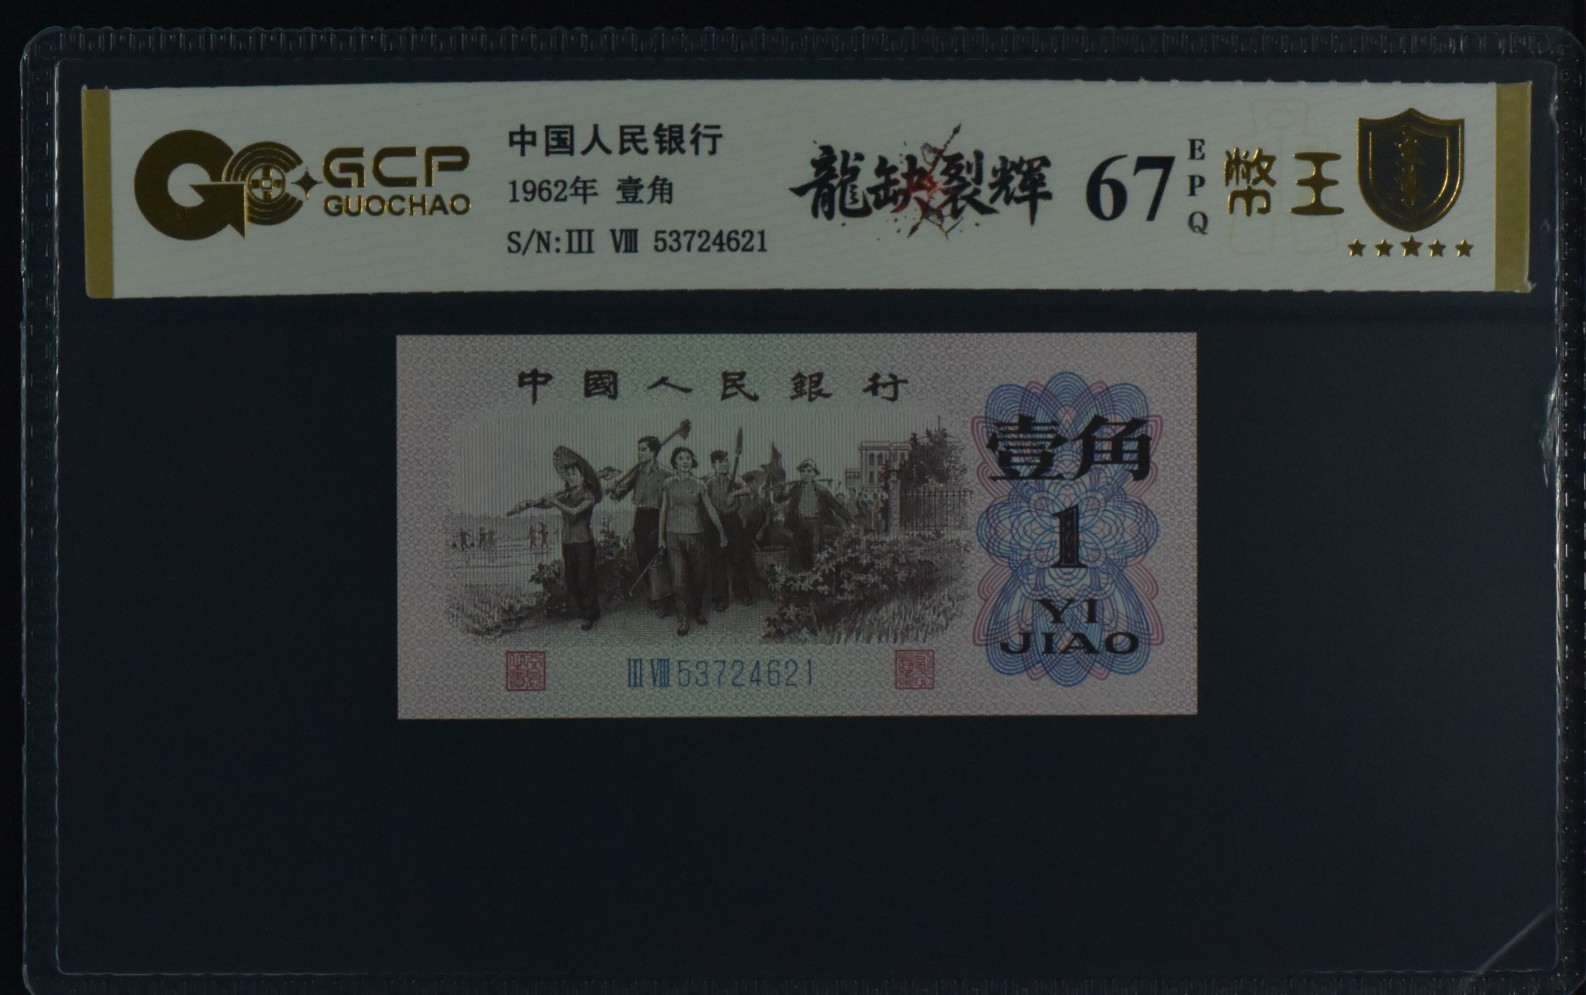 GCP
GUOCHAO
中国人民银行
1962年 壹角
S/N:III VIII 53724621
龍缺裂辉
67
EPQ
幣王
中國人民銀行
壹角
1
YI
JIAO
III VIII 53724621